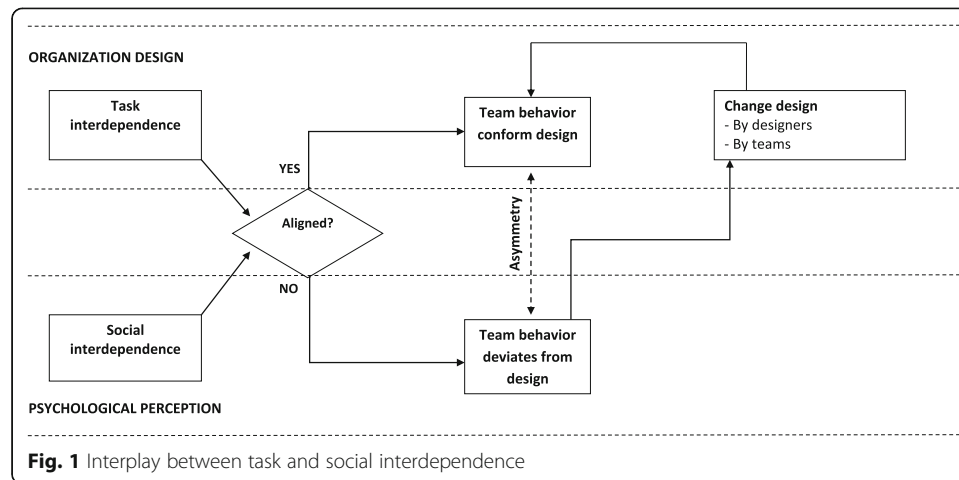 ORGANIZATION DESIGN
Task
interdependence
Team behavior
conform design
Change design
- By designers
- By teams
YES
Aligned?
Asymmetry
NO
Social
interdependence
Team behavior
deviates from
design
PSYCHOLOGICAL PERCEPTION
Fig. 1 Interplay between task and social interdependence